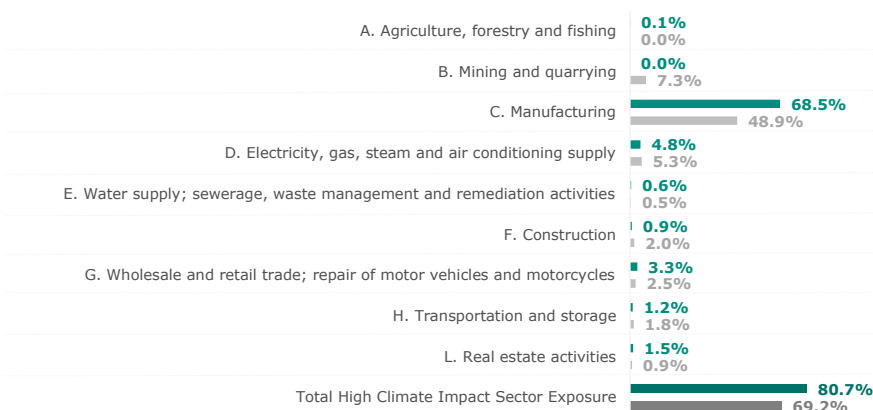 A. Agriculture, forestry and fishing 0.1%
0.0%
B. Mining and quarrying 0.0%
7.3%
C. Manufacturing 68.5%
48.9%
D. Electricity, gas, steam and air conditioning supply 4.8%
5.3%
E. Water supply; sewerage, waste management and remediation activities 0.6%
0.5%
F. Construction 0.9%
2.0%
G. Wholesale and retail trade; repair of motor vehicles and motorcycles 3.3%
2.5%
H. Transportation and storage 1.2%
1.8%
L. Real estate activities 1.5%
0.9%
Total High Climate Impact Sector Exposure 80.7%
69.2%